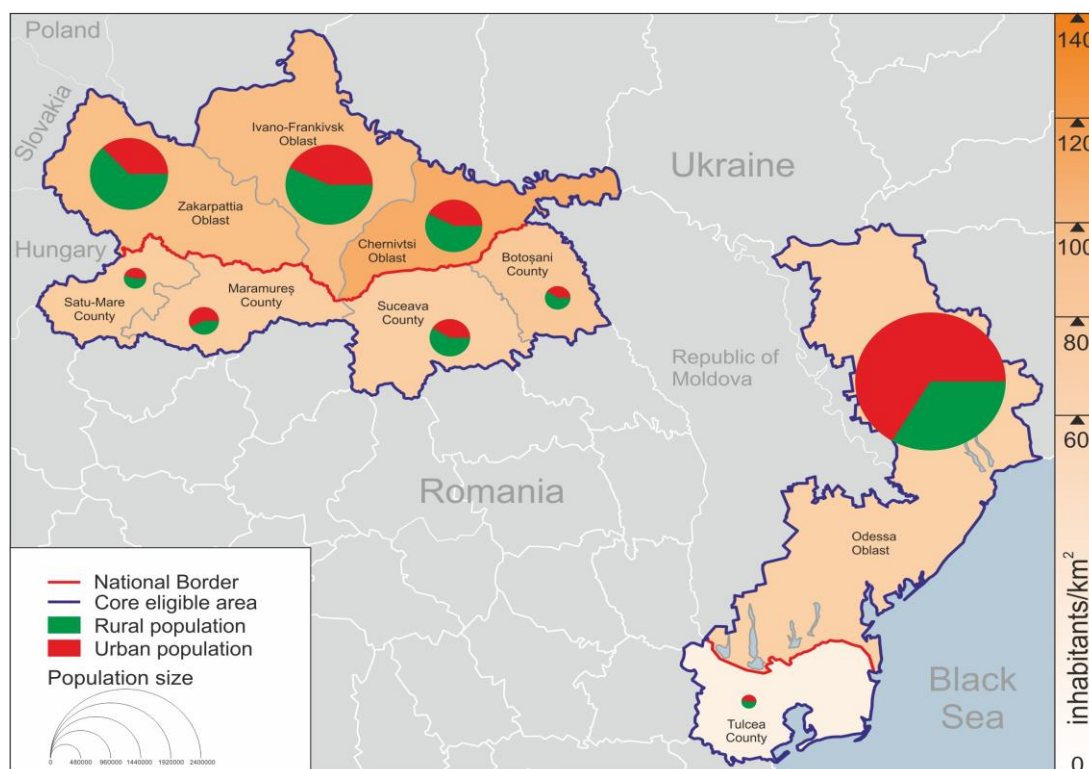 Poland
Slovakia
Hungary
Ukraine
Republic of
Moldova
Romania
Black
Sea
Ivano-Frankivsk
Oblast
Zakarpattia
Oblast
Chernivtsi
Oblast
Botoșani
County
Satu-Mare
County
Maramureș
County
Suceava
County
Odessa
Oblast
Tulcea
County
National Border
Core eligible area
Rural population
Urban population
Population size
0 480000 960000 1440000 1920000 2400000
140
120
100
80
60
0
inhabitants/km²